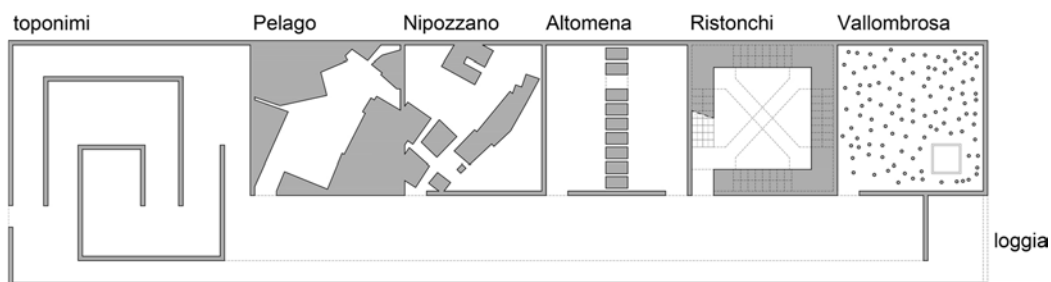 toponimi
Pelago
Nipozzano
Altomena
Ristonchi
Vallombrosa
loggia